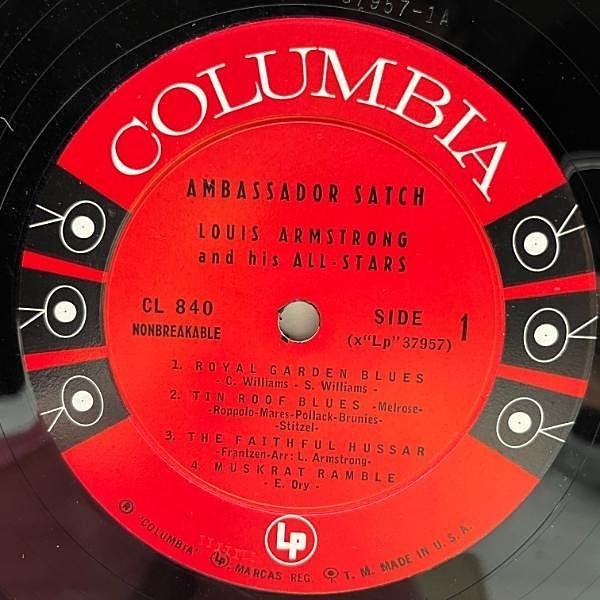 37957-1A
COLUMBIA
AMBASSADOR SATCH
LOUIS ARMSTRONG
and his ALL-STARS
CL 840
NONBREAKABLE
SIDE 1
(x"Lp"37957)
1. ROYAL GARDEN BLUES
- C. Williams - S. Williams -
2. TIN ROOF BLUES -Melrose-
-Roppolo-Mares-Pollack-Brunies-
-Stitzel-
3. THE FAITHFUL HUSSAR
-Frantzen-Arr: L. Armstrong-
4. MUSKRAT RAMBLE
- E. Ory -
Lp
® "COLUMBIA" Lp MARCAS REG. ® T. M. MADE IN U. S. A.